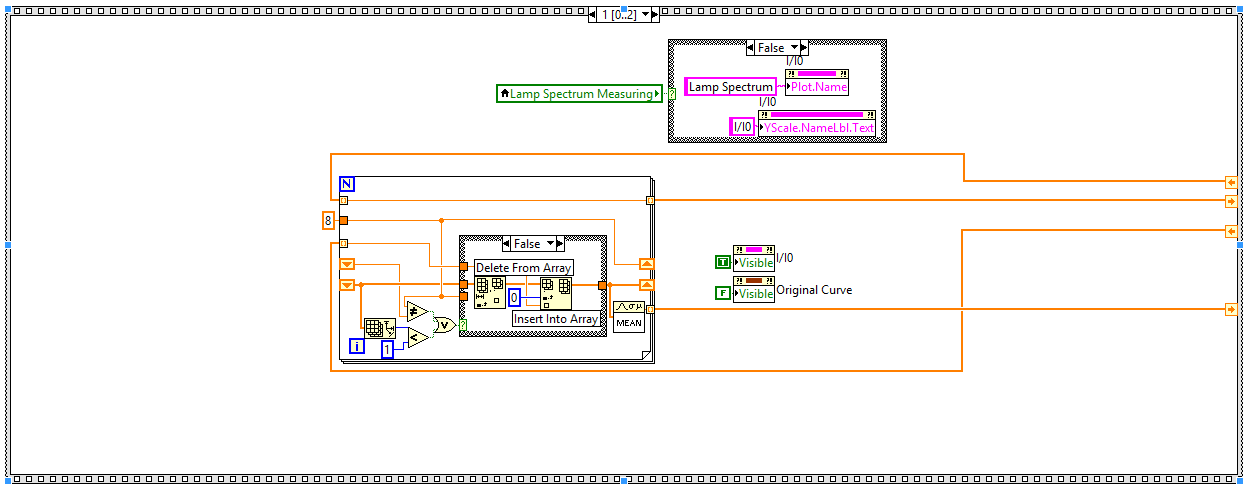 1 [0..2]
False
I/I0
Lamp Spectrum
Plot.Name
Lamp Spectrum Measuring
?
I/I0
I/I0
YScale.NameLbl.Text
N
8
False
Delete From Array
0
Insert Into Array
≠
V
?
<
i
1
MEAN
T
Visible
I/I0
F
Visible
Original Curve